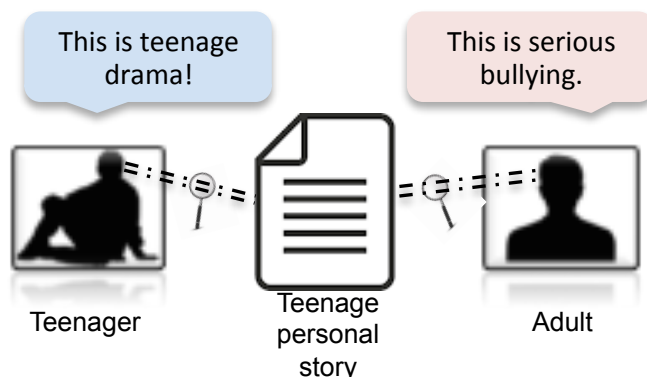 This is teenage
drama!
This is serious
bullying.
Teenager
Teenage
personal
story
Adult